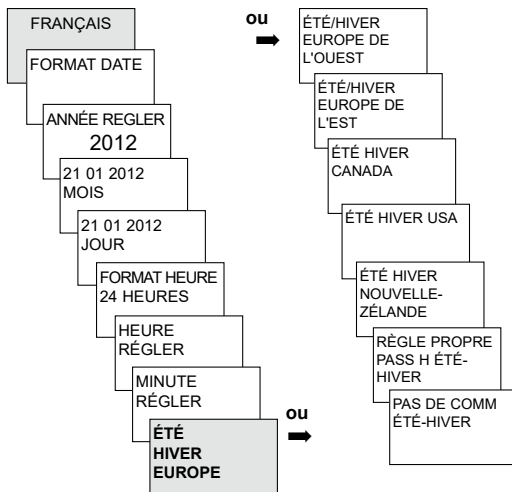 FRANÇAIS
FORMAT DATE
ANNÉE REGLER
2012
21 01 2012
MOIS
21 01 2012
JOUR
FORMAT HEURE
24 HEURES
HEURE
RÉGLER
MINUTE
RÉGLER
ÉTÉ
HIVER
EUROPE
ou
ou
ÉTÉ/HIVER
EUROPE DE
L'OUEST
ÉTÉ/HIVER
EUROPE DE
L'EST
ÉTÉ HIVER
CANADA
ÉTÉ HIVER USA
ÉTÉ HIVER
NOUVELLE-
ZÉLANDE
RÈGLE PROPRE
PASS H ÉTÉ-
HIVER
PAS DE COMM
ÉTÉ-HIVER